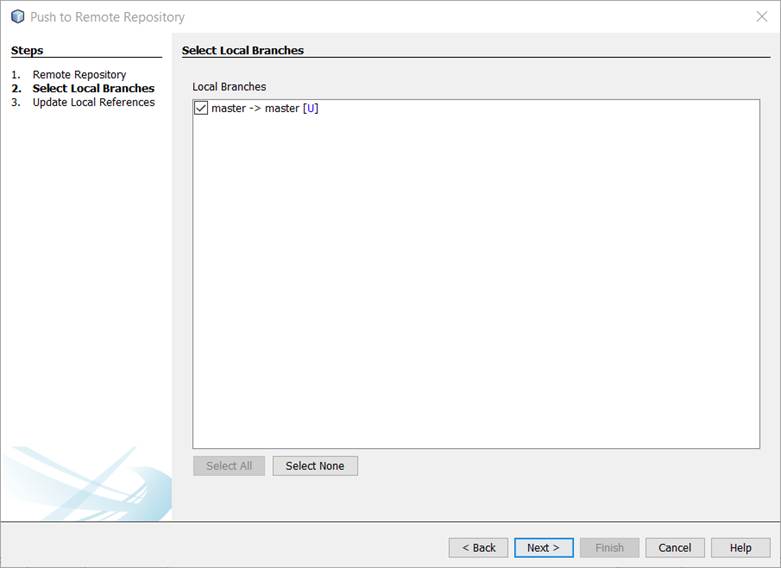 Push to Remote Repository
Steps
1. Remote Repository
2. Select Local Branches
3. Update Local References
Select Local Branches
Local Branches
master -> master [U]
Select All
Select None
< Back
Next >
Finish
Cancel
Help